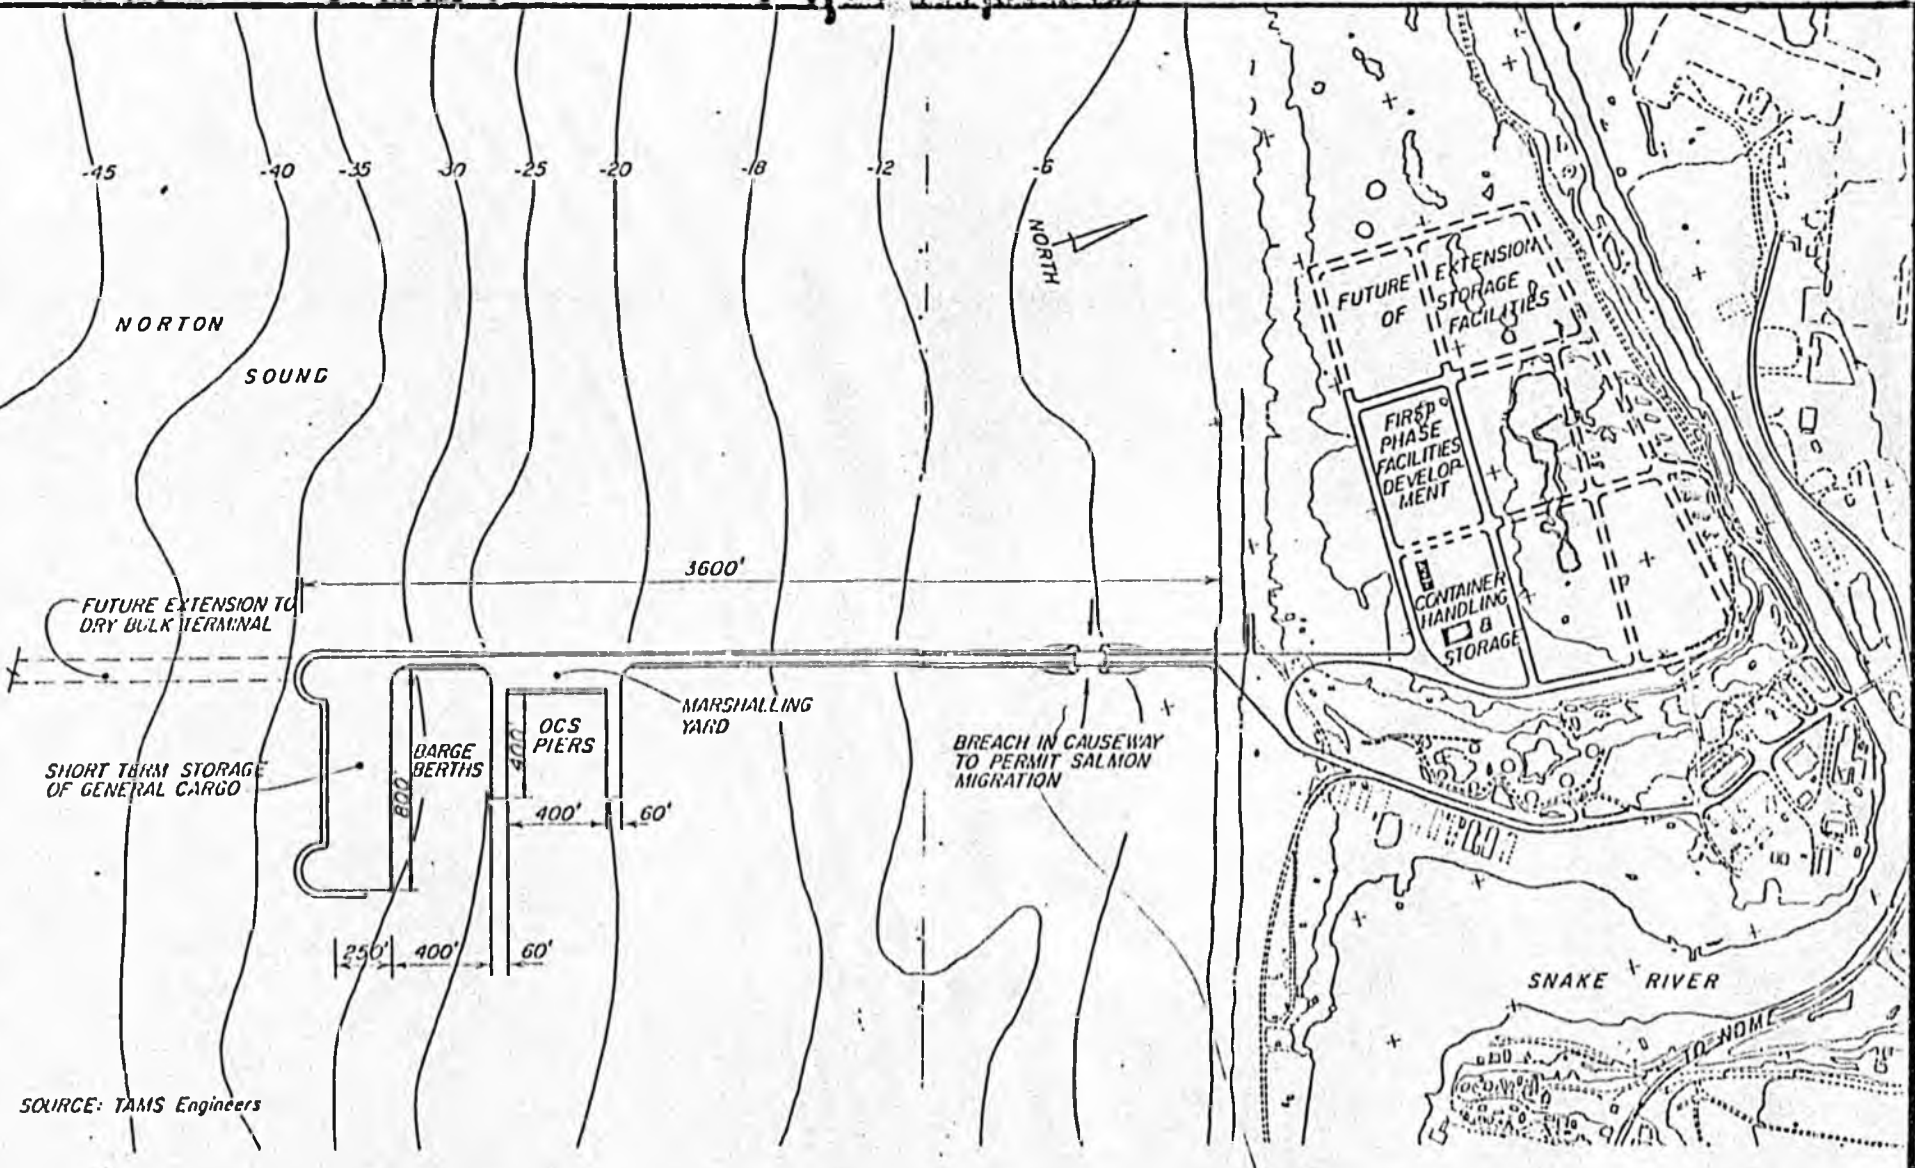 -45
-40
-35
-30
-25
-20
-18
-12
-6
NORTH
NORTON
SOUND
FUTURE EXTENSION
OF STORAGE
FACILITIES
FIRST
PHASE
FACILITIES
DEVELOP-
MENT
3600'
CONTAINER
HANDLING
&
STORAGE
FUTURE EXTENSION TO
DRY BULK TERMINAL
MARSHALLING
YARD
OCS
PIERS
400'
BARGE
BERTHS
800'
BREACH IN CAUSEWAY
TO PERMIT SALMON
MIGRATION
SHORT TERM STORAGE
OF GENERAL CARGO
400'
60'
250'
400'
60'
SNAKE RIVER
TO NOME
SOURCE: TAMS Engineers